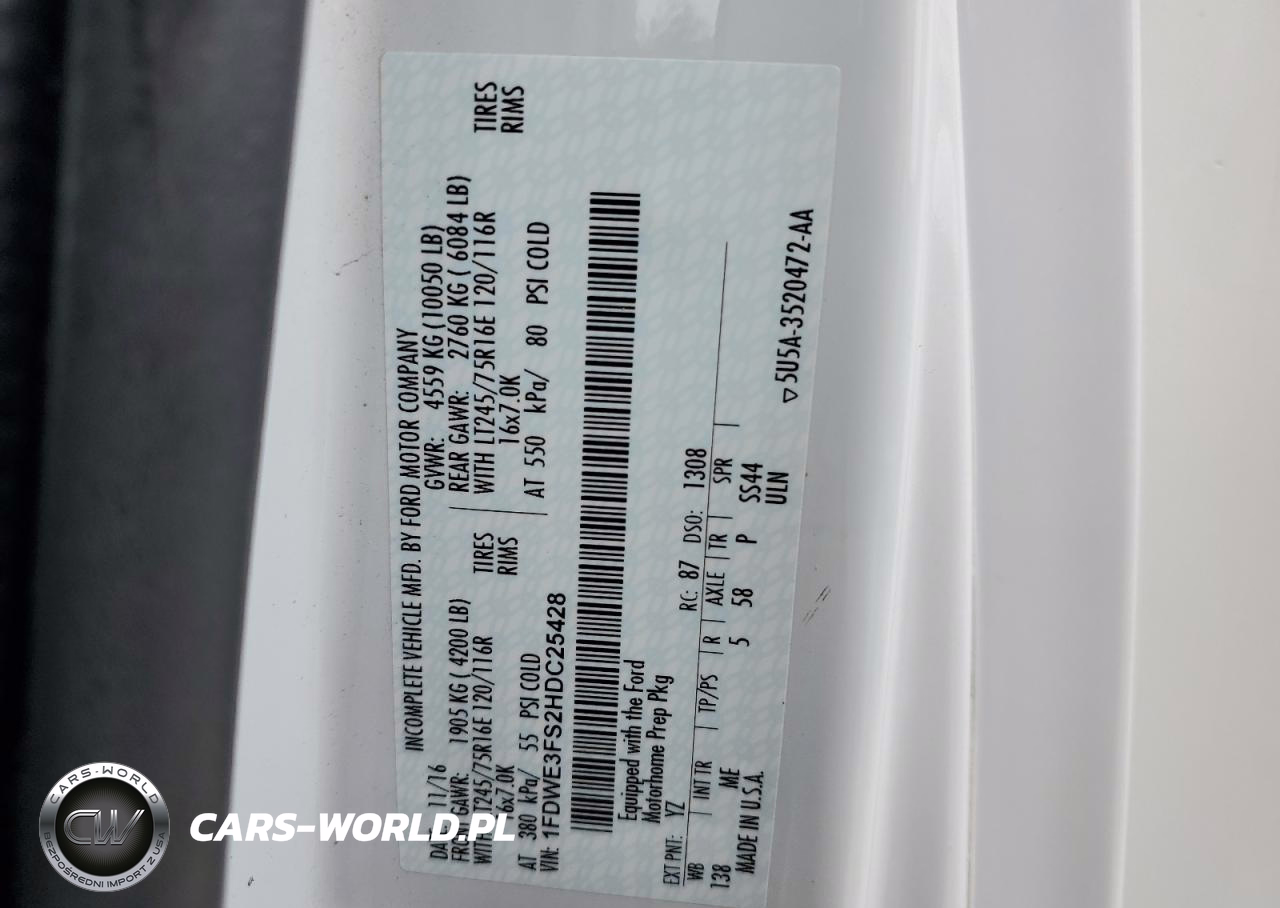 INCOMPLETE VEHICLE MFD. BY FORD MOTOR COMPANY
DATE: 11/16 GVWR: 4559 KG (10050 LB)
FRONT GAWR: 1905 KG ( 4200 LB) REAR GAWR: 2760 KG ( 6084 LB)
WITH LT245/75R16E 120/116R TIRES WITH LT245/75R16E 120/116R TIRES
16x7.0K RIMS 16x7.0K RIMS
AT 380 kPa/ 55 PSI COLD AT 550 kPa/ 80 PSI COLD
VIN: 1FDWE3FS2HDC25428
Equipped with the Ford
Motorhome Prep Pkg
EXT PNT: YZ RC: 87 DSO: 1308
WB | INT TR | TP/PS | R | AXLE | TR | SPR |
138 ME 5 58 P SS44
MADE IN U.S.A. ULN
▽5U5A-3520472-AA
CARS-WORLD
CW
BEZPOŚREDNI IMPORT Z USA
CARS-WORLD.PL